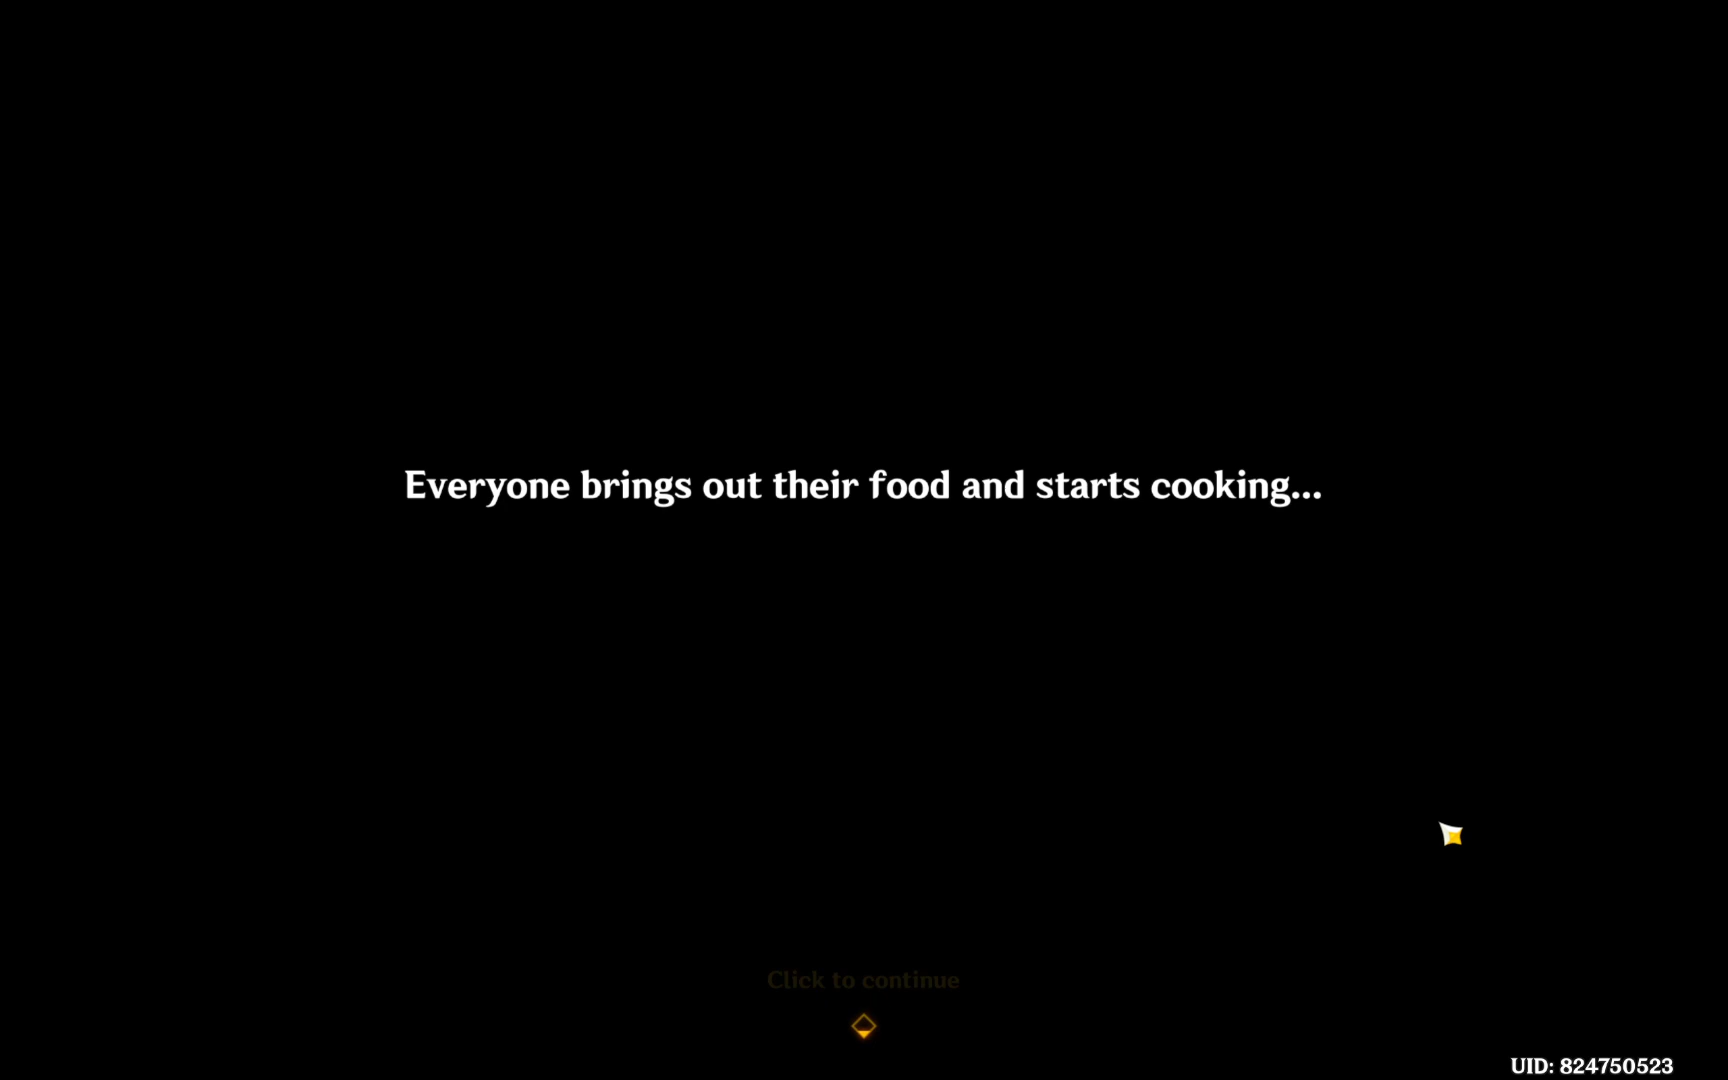 Everyone brings out their food and starts cooking...
Click to continue
UID: 824750523